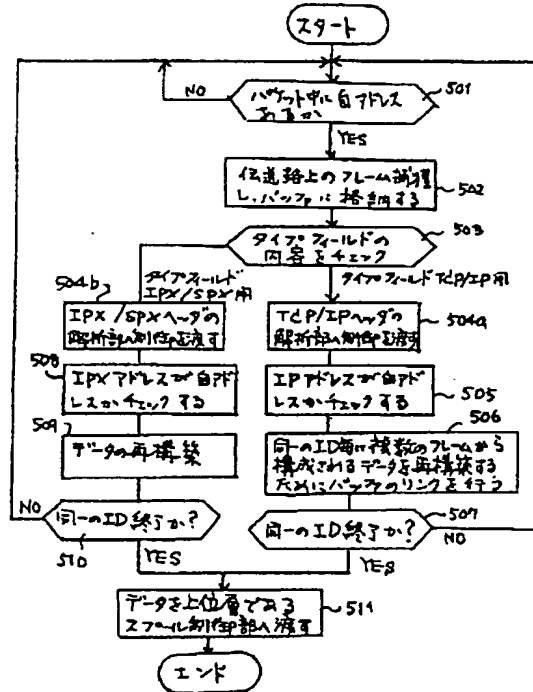 スタート
NO
パケット中に自アドレス
あるか
501
YES
伝送路上のフレーム
し、バッファに格納する
502
タイプフィールドの
内容をチェック
503
タイプフィールド
IPX/SPX用
タイプフィールドTCP/IP用
504b
IPX/SPXヘッダの
解析部へ制御を渡す
TCP/IPヘッダの
解析部へ制御を渡す
504a
508
IPXアドレスが自アド
レスかチェックする
IPアドレスが自アド
レスかチェックする
505
509
データの再構築
506
同一のID毎に複数のフレームから
構成されるデータを再構築する
ためにバッファのリンクを行う
NO
同一のID終了か?
510
YES
同一のID終了か?
507
NO
YES
データを上位層である
スプール制御部へ渡す
511
エンド